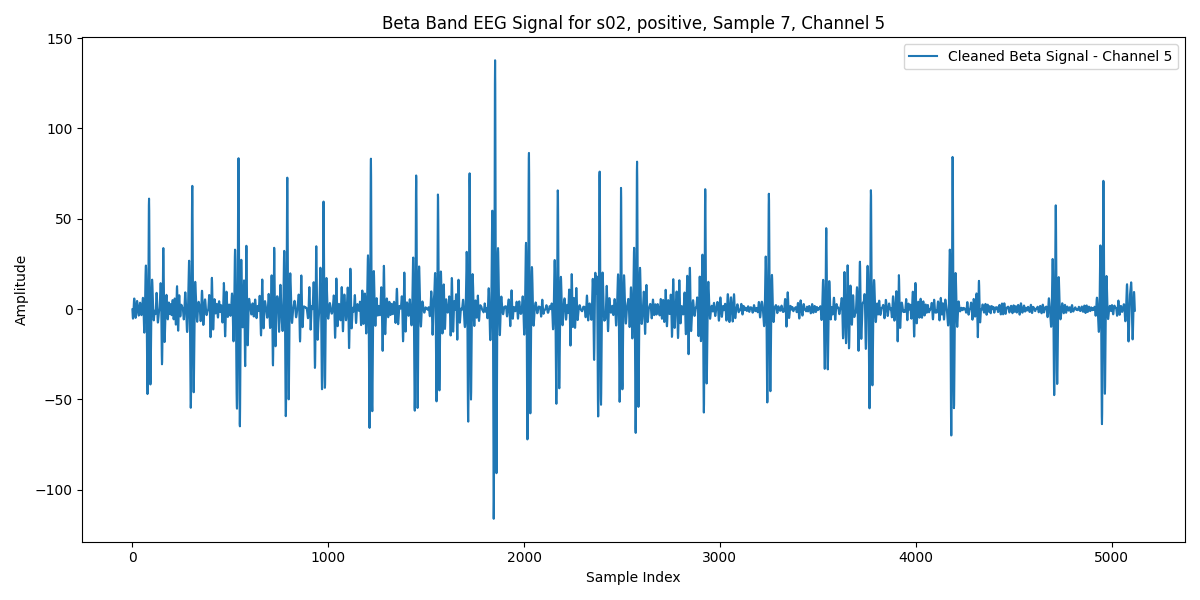 Beta Band EEG Signal for s02, positive, Sample 7, Channel 5
Cleaned Beta Signal - Channel 5
Amplitude
150
100
50
0
−50
−100
0 1000 2000 3000 4000 5000
Sample Index